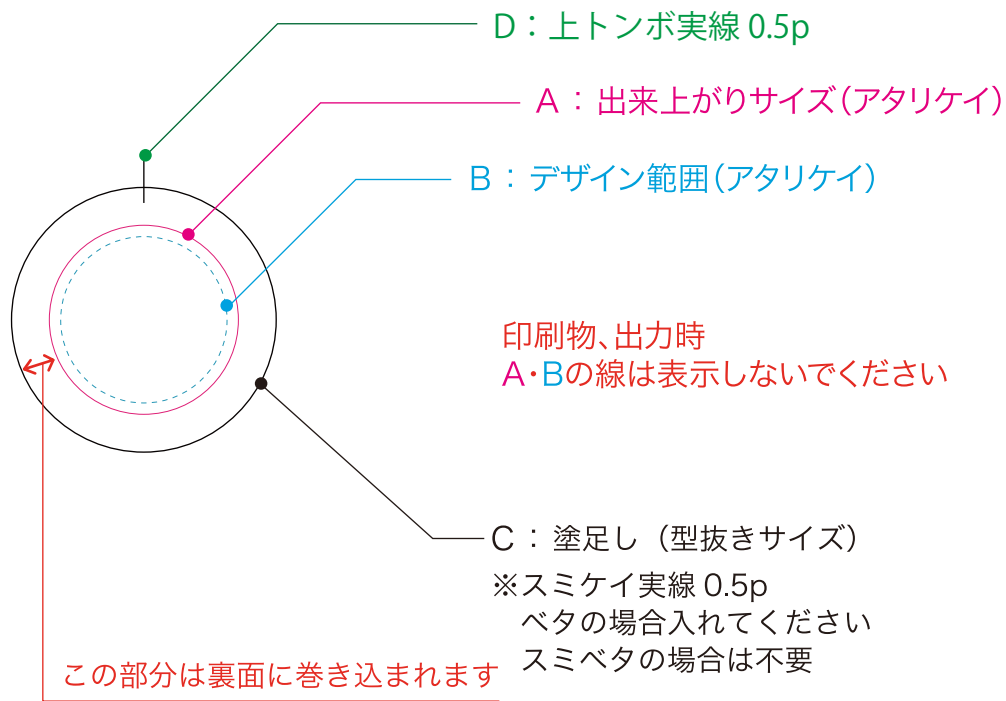 D：上トンボ実線 0.5p
A：出来上がりサイズ（アタリケイ）
B：デザイン範囲（アタリケイ）
印刷物、出力時
A・Bの線は表示しないでください
C：塗足し（型抜きサイズ）
※スミケイ実線 0.5p
ベタの場合入れてください
スミベタの場合は不要
この部分は裏面に巻き込まれます